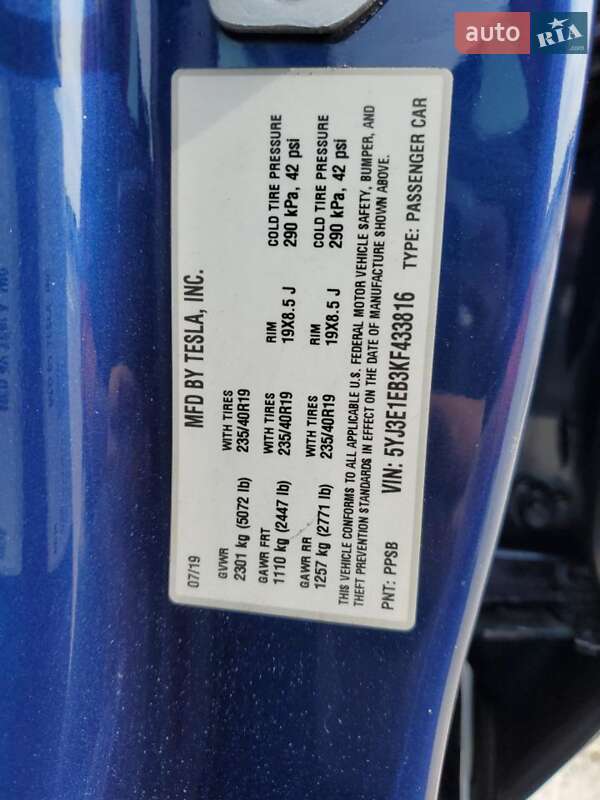 auto RIA.com
MFD BY TESLA, INC.
07/19
GVWR WITH TIRES
2301 kg (5072 lb) 235/40R19
GAWR FRT WITH TIRES RIM COLD TIRE PRESSURE
1110 kg (2447 lb) 235/40R19 19X8.5 J 290 kPa, 42 psi
GAWR RR WITH TIRES RIM COLD TIRE PRESSURE
1257 kg (2771 lb) 235/40R19 19X8.5 J 290 kPa, 42 psi
THIS VEHICLE CONFORMS TO ALL APPLICABLE U.S. FEDERAL MOTOR VEHICLE SAFETY, BUMPER, AND
THEFT PREVENTION STANDARDS IN EFFECT ON THE DATE OF MANUFACTURE SHOWN ABOVE.
PNT: PPSB VIN: 5YJ3E1EB3KF433816 TYPE: PASSENGER CAR